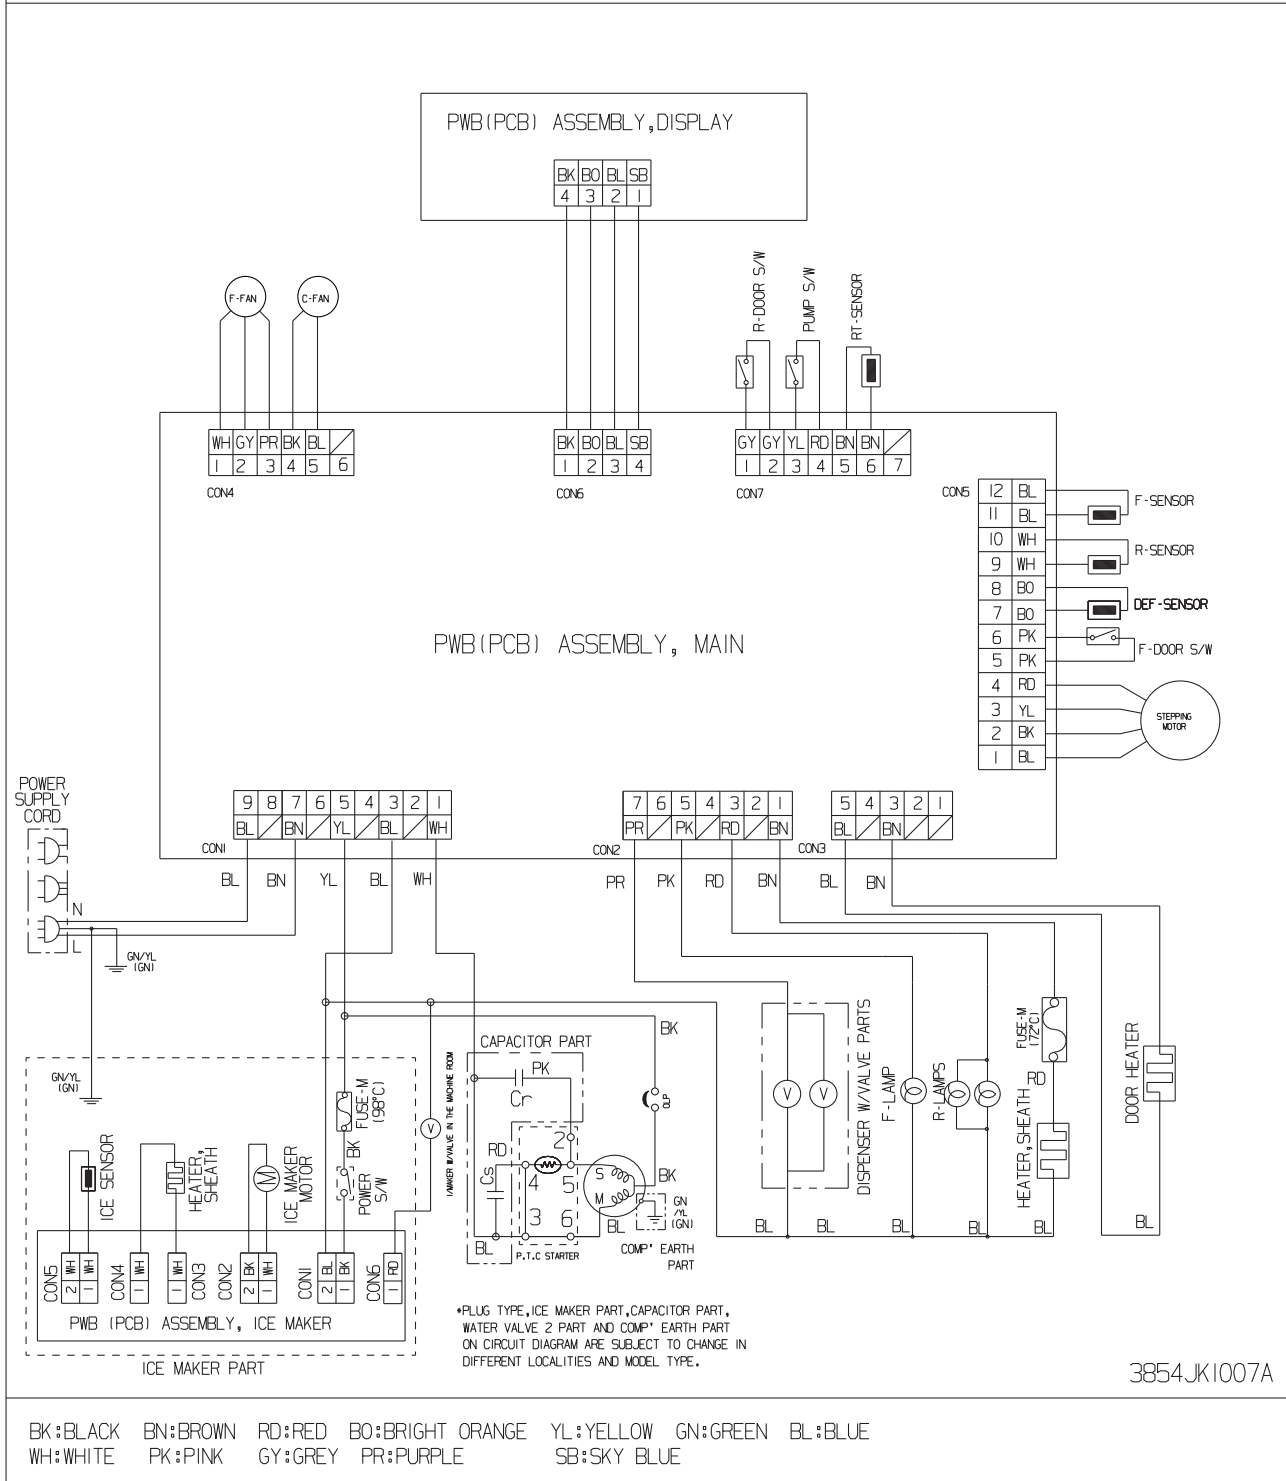 PWB(PCB) ASSEMBLY,DISPLAY
BK BO BL SB
4 3 2 1
F-FAN
C-FAN
R-DOOR S/W
PUMP S/W
RT-SENSOR
WH GY PR BK BL
1 2 3 4 5 6
CON4
BK BO BL SB
1 2 3 4
CON6
GY GY YL RD BN BN
1 2 3 4 5 6 7
CON7
CON5
12 BL
11 BL
10 WH
9 WH
8 BO
7 BO
6 PK
5 PK
4 RD
3 YL
2 BK
1 BL
F-SENSOR
R-SENSOR
DEF-SENSOR
F-DOOR S/W
STEPPING
MOTOR
PWB(PCB) ASSEMBLY, MAIN
POWER
SUPPLY
CORD
9 8 7 6 5 4 3 2 1
BL BN YL BL WH
CON1
7 6 5 4 3 2 1
PR PK RD BN
CON2
5 4 3 2 1
BL BN
CON3
BL BN YL BL WH
PR PK RD BN BL BN
N
L
GN/YL
(GN)
GN/YL
(GN)
CAPACITOR PART
PK
Cr
BK
OLP
FUSE-M
(98°C)
BK
POWER
S/W
V
I/MAKER W/VALVE IN THE MACHINE ROOM
RD
Cs
2
4 5
3 6
S
M
BK
GN
/YL
(GN)
BL
BL
P.T.C STARTER
COMP' EARTH
PART
V V
DISPENSER W/VALVE PARTS
F-LAMP
R-LAMPS
FUSE-M
(72°C)
RD
HEATER,SHEATH
DOOR HEATER
BL BL BL BL BL BL
ICE SENSOR
HEATER,
SHEATH
M
ICE MAKER
MOTOR
CON5
2 WH
1 WH
CON4
1 WH
1 WH
CON3
CON2
2 BK
1 WH
CON1
2 BL
1 BK
CON6
1 RD
PWB (PCB) ASSEMBLY, ICE MAKER
ICE MAKER PART
*PLUG TYPE,ICE MAKER PART,CAPACITOR PART,
WATER VALVE 2 PART AND COMP' EARTH PART
ON CIRCUIT DIAGRAM ARE SUBJECT TO CHANGE IN
DIFFERENT LOCALITIES AND MODEL TYPE.
3854JK1007A
BK:BLACK BN:BROWN RD:RED BO:BRIGHT ORANGE YL:YELLOW GN:GREEN BL:BLUE
WH:WHITE PK:PINK GY:GREY PR:PURPLE SB:SKY BLUE